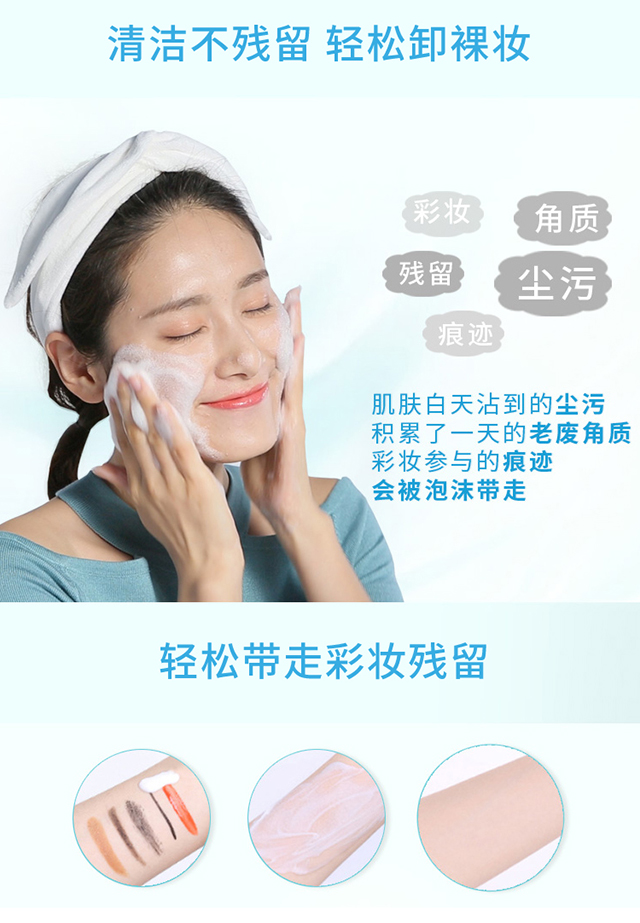 清洁不残留 轻松卸裸妆
彩妆
角质
残留
尘污
痕迹
肌肤白天沾到的尘污
积累了一天的老废角质
彩妆参与的痕迹
会被泡沫带走
轻松带走彩妆残留